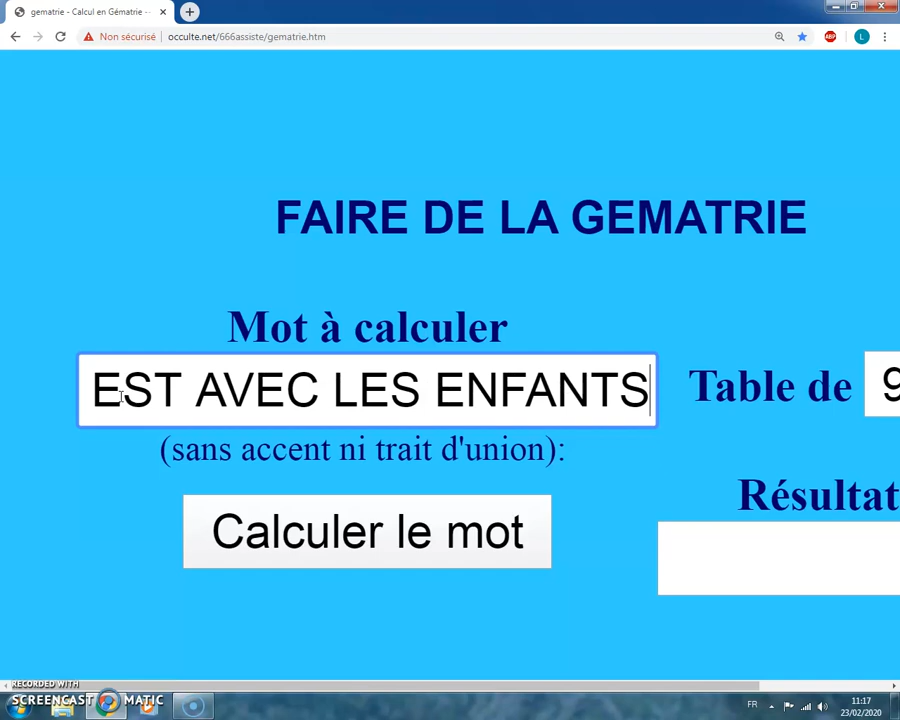 gematrie - Calcul en Gématrie -
Non sécurisé | occulte.net/666assiste/gematrie.htm
ABP
L
FAIRE DE LA GEMATRIE
Mot à calculer
EST AVEC LES ENFANTS
Table de 9
(sans accent ni trait d'union):
Résultat
Calculer le mot
RECORDED WITH
SCREENCAST MATIC
FR
11:17
23/02/2020